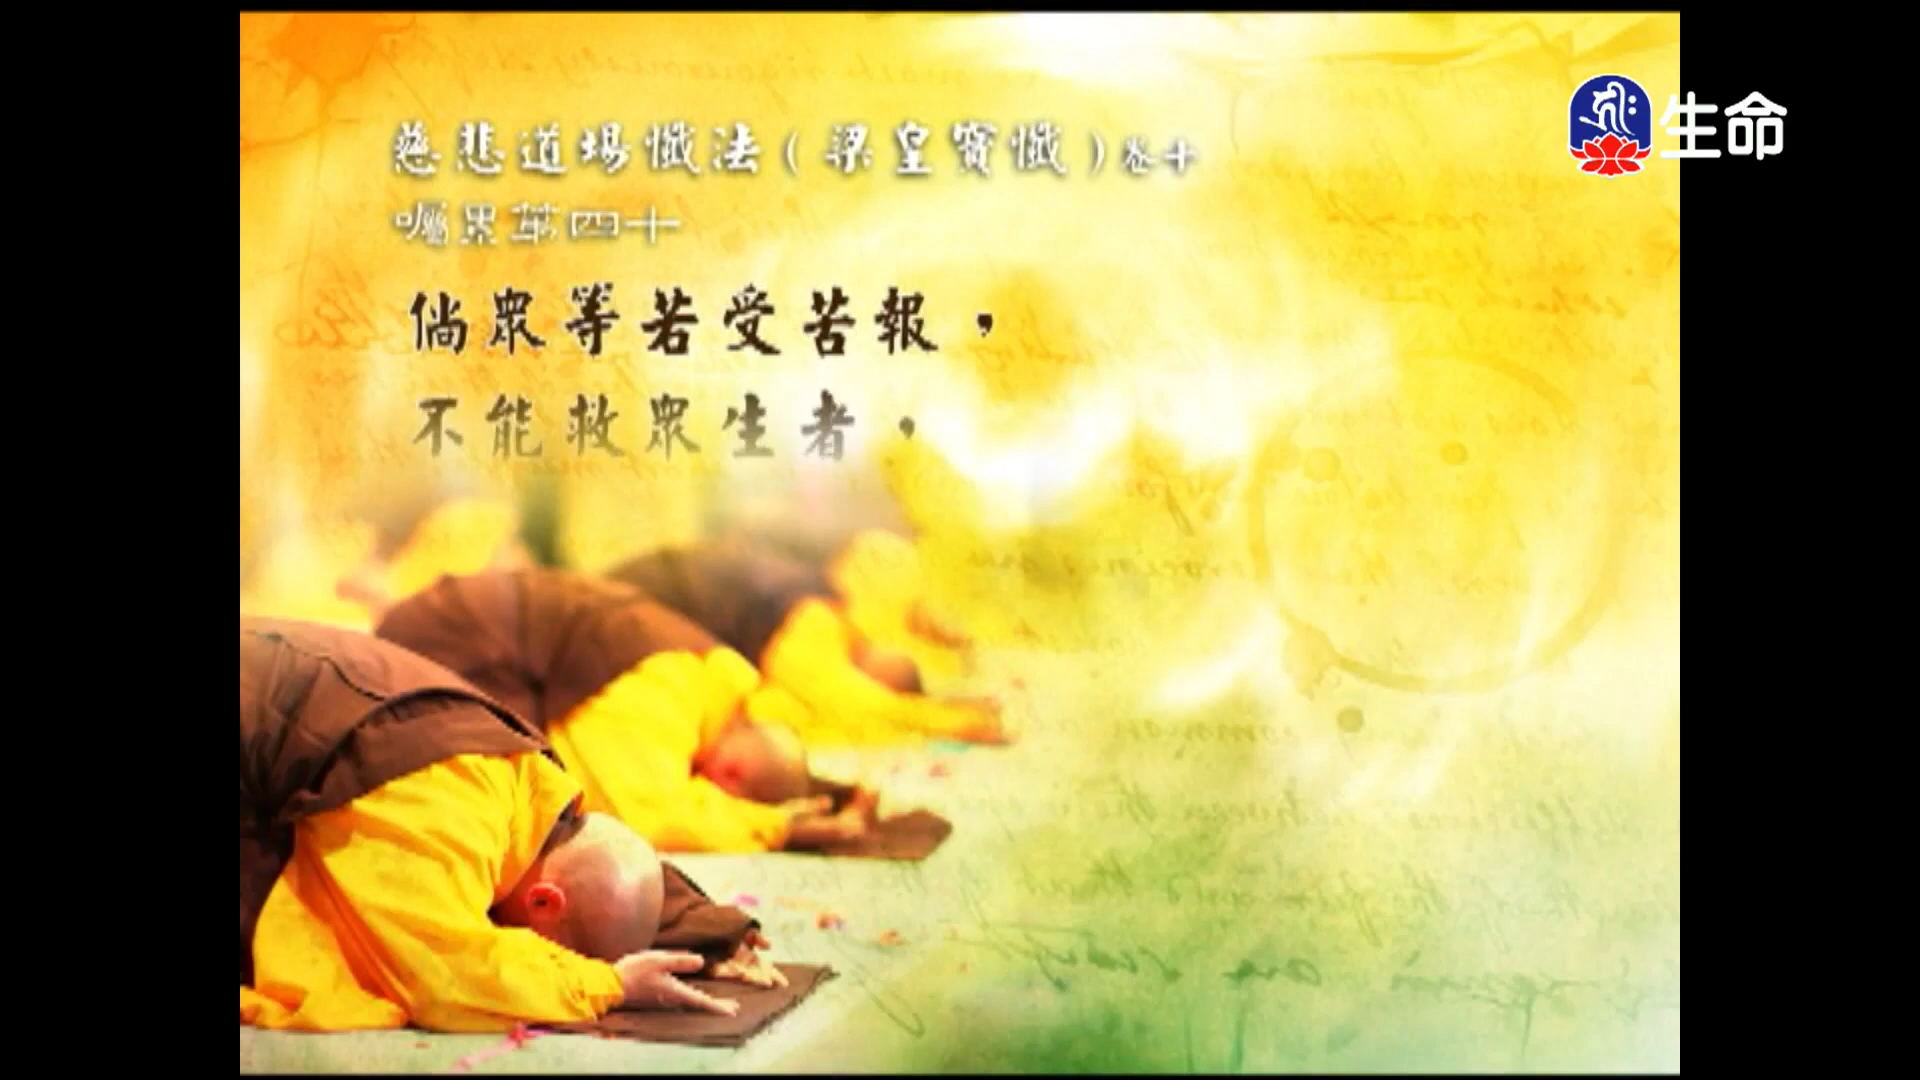 慈悲道場懺法（梁皇寶懺）卷十
囑累第四十
倘眾等若受苦報，
不能救眾生者，
生命